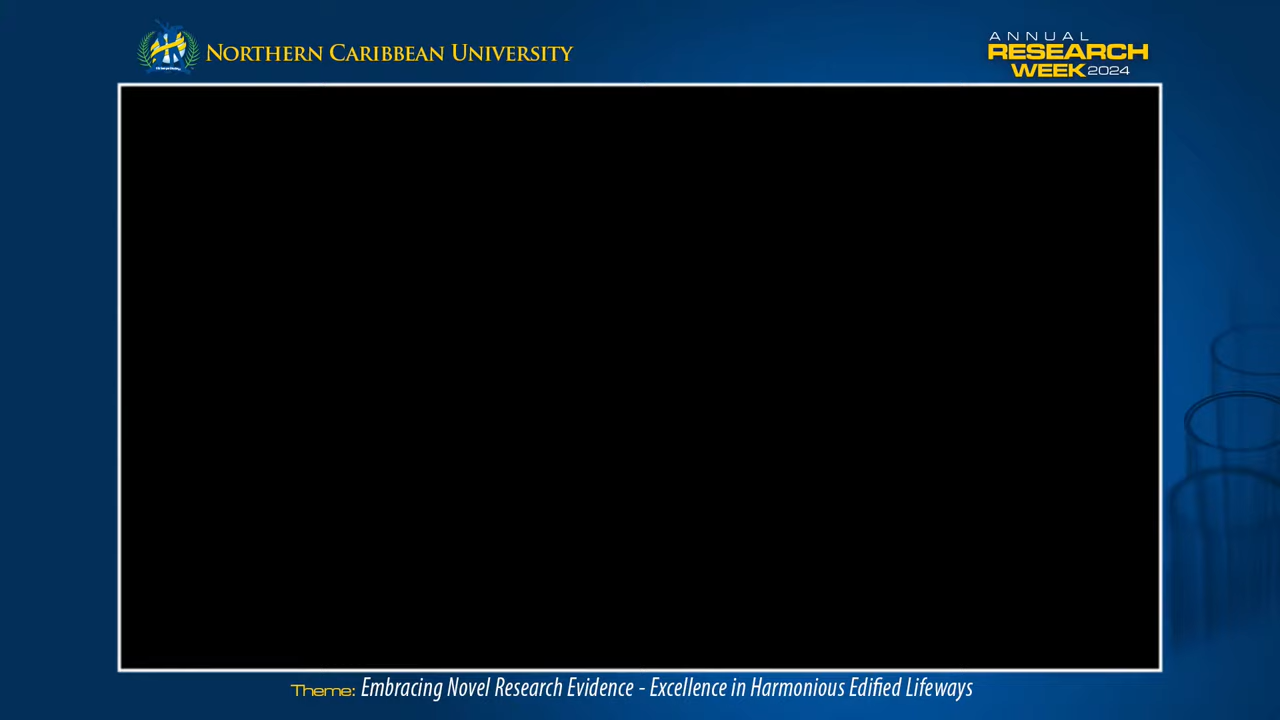 NORTHERN CARIBBEAN UNIVERSITY
ANNUAL
RESEARCH
WEEK 2024
Theme: Embracing Novel Research Evidence - Excellence in Harmonious Edified Lifeways